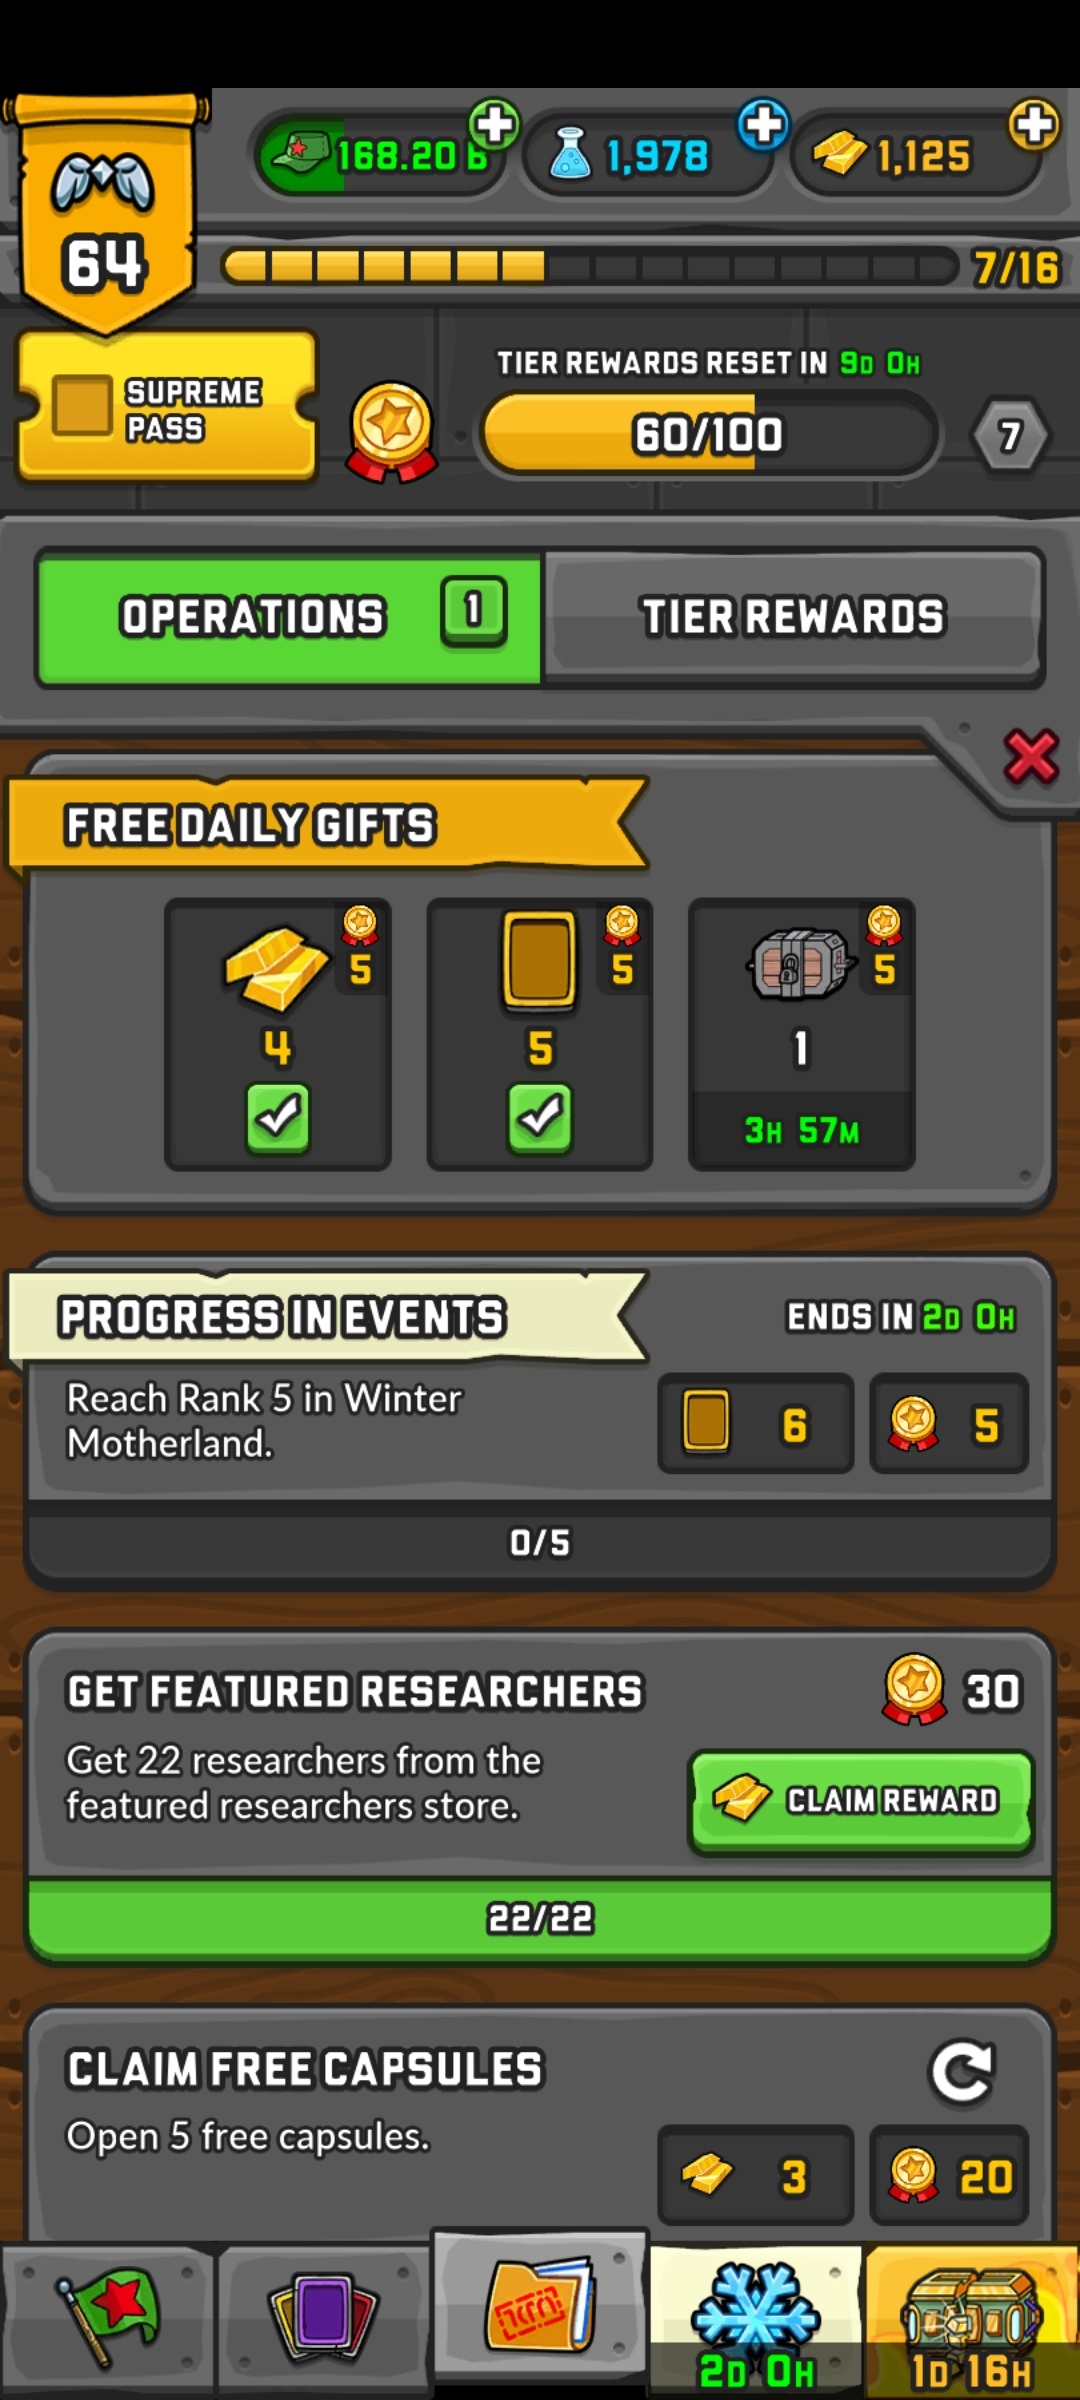 168.20 B
1,978
1,125
64
7/16
SUPREME
PASS
TIER REWARDS RESET IN 9D 0H
60/100
7
OPERATIONS 1
TIER REWARDS
FREE DAILY GIFTS
5
5
5
4
5
1
3H 57M
PROGRESS IN EVENTS
ENDS IN 2D 0H
Reach Rank 5 in Winter
Motherland.
6
5
0/5
GET FEATURED RESEARCHERS
30
Get 22 researchers from the
featured researchers store.
CLAIM REWARD
22/22
CLAIM FREE CAPSULES
Open 5 free capsules.
3
20
2D 0H
1D 16H